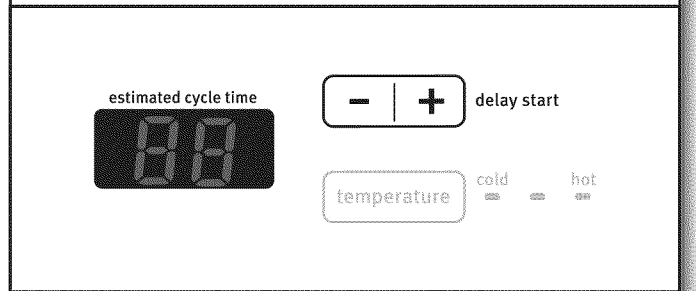 estimated cycle time
88
- +
delay start
temperature
cold
hot